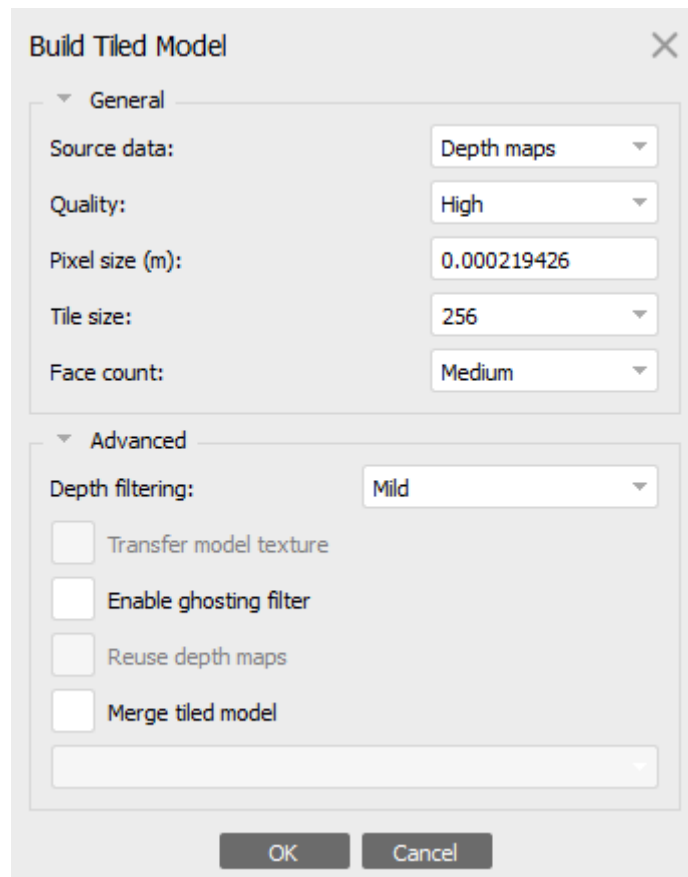 Build Tiled Model
General
Source data: Depth maps
Quality: High
Pixel size (m): 0.000219426
Tile size: 256
Face count: Medium
Advanced
Depth filtering: Mild
Transfer model texture
Enable ghosting filter
Reuse depth maps
Merge tiled model
OK Cancel